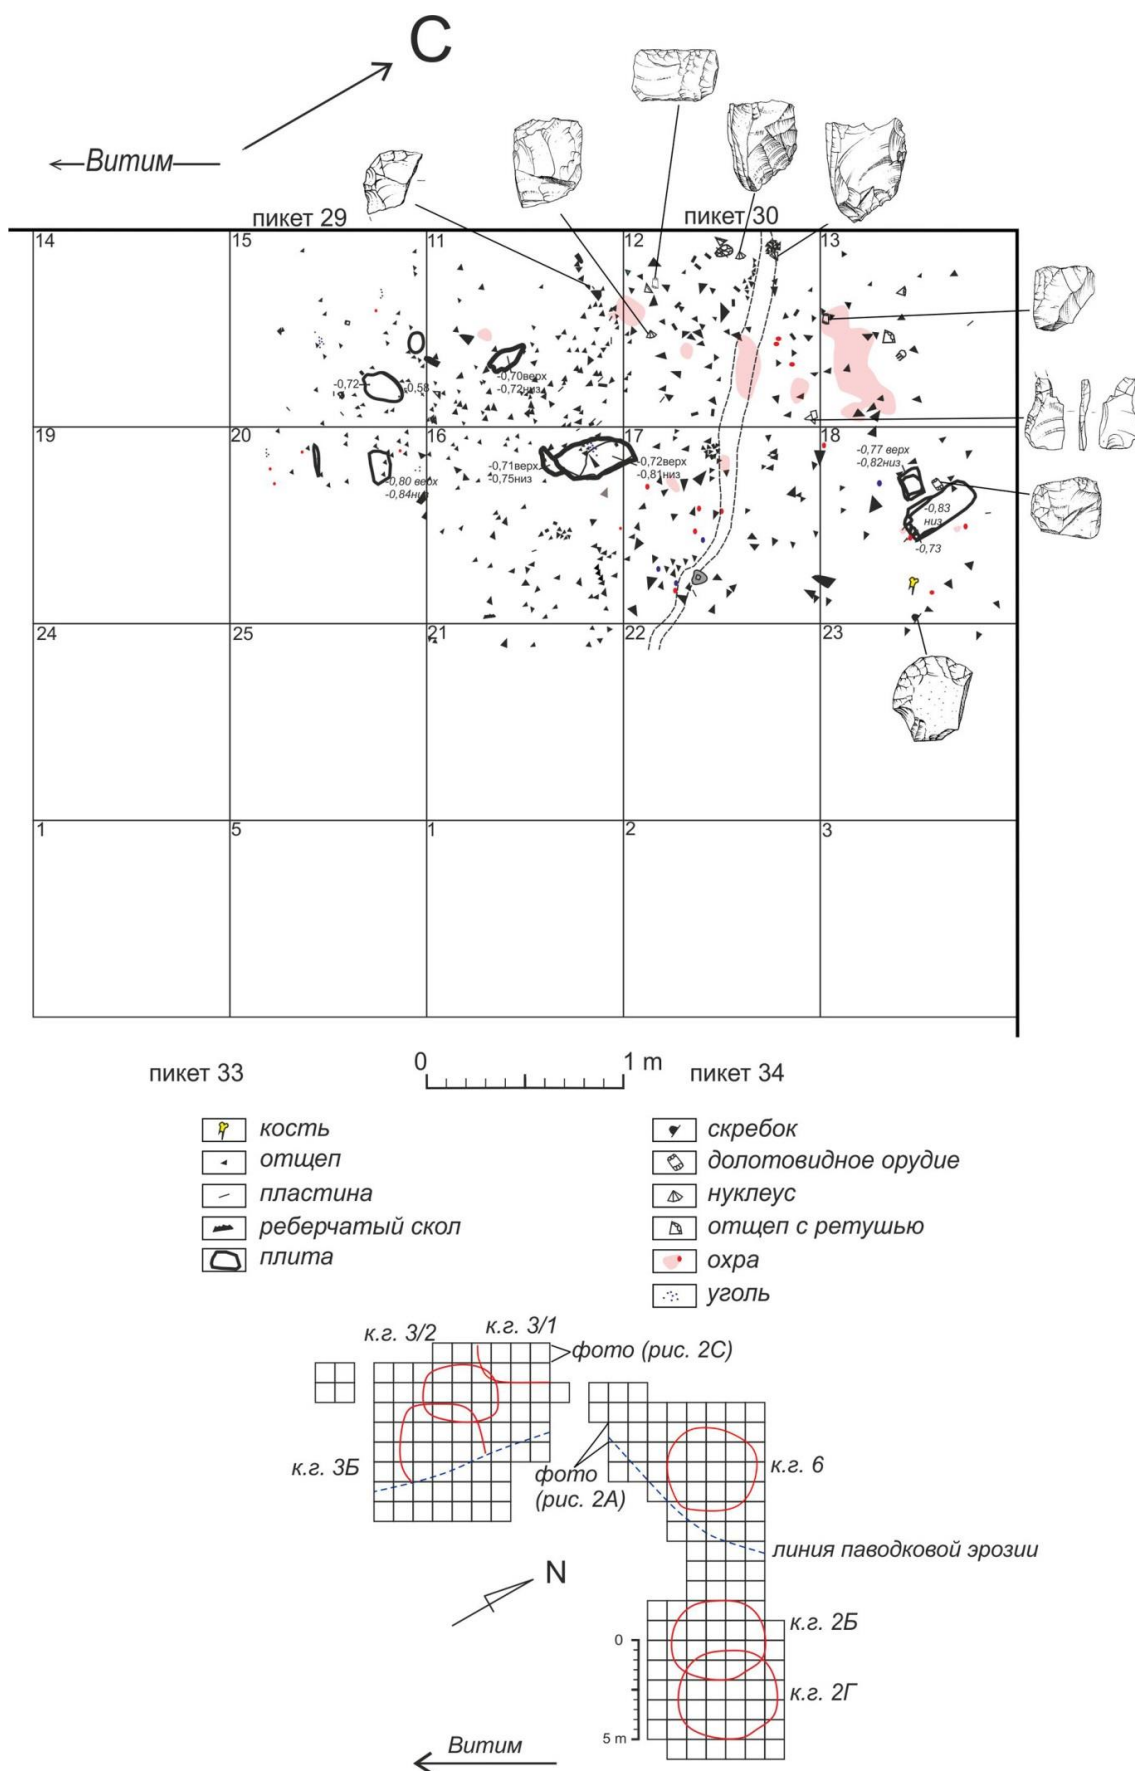 С
Витим
пикет 29
пикет 30
14
15
11
12
13
-0,72
-0,58
-0,70верх
-0,72низ
19
20
16
17
18
-0,80 верх
-0,84низ
-0,71верх
-0,75низ
-0,72верх
-0,81низ
-0,77 верх
-0,82низ
-0,83
низ
-0,73
24
25
21
22
23
1
5
1
2
3
пикет 33
0
1 m
пикет 34
кость
отщеп
пластина
реберчатый скол
плита
скребок
долотовидное орудие
нуклеус
отщеп с ретушью
охра
уголь
к.г. 3/2
к.г. 3/1
фото (рис. 2С)
к.г. 3Б
фото
(рис. 2А)
к.г. 6
линия паводковой эрозии
N
к.г. 2Б
0
к.г. 2Г
5 m
Витим